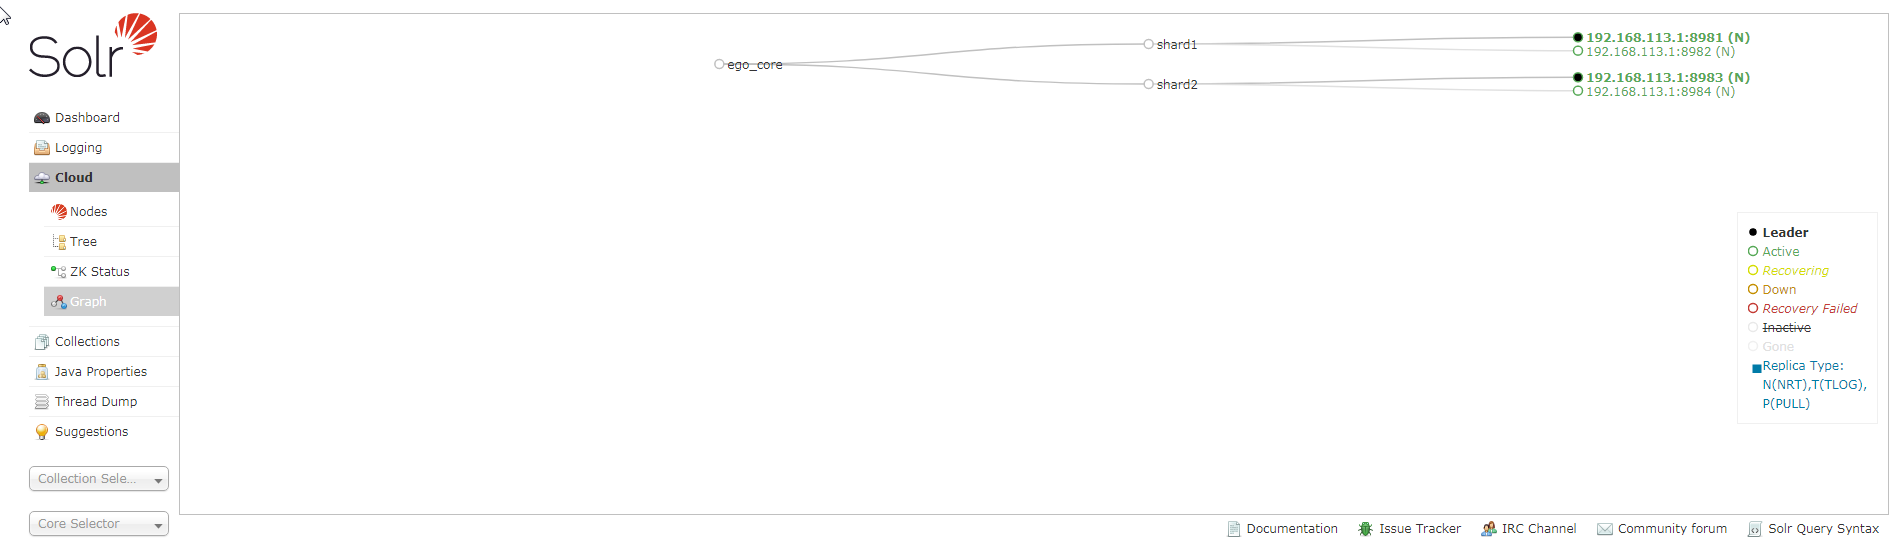 Solr
Dashboard
Logging
Cloud
Nodes
Tree
ZK Status
Graph
Collections
Java Properties
Thread Dump
Suggestions
Collection Sele...
Core Selector
ego_core
shard1
shard2
192.168.113.1:8981 (N)
192.168.113.1:8982 (N)
192.168.113.1:8983 (N)
192.168.113.1:8984 (N)
Leader
Active
Recovering
Down
Recovery Failed
Inactive
Gone
Replica Type:
N(NRT),T(TLOG),
P(PULL)
Documentation Issue Tracker IRC Channel Community forum Solr Query Syntax